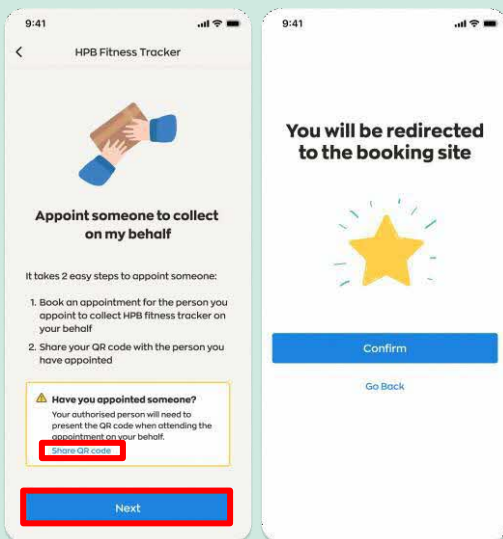 9:41
HPB Fitness Tracker
Appoint someone to collect
on my behalf
It takes 2 easy steps to appoint someone:
1. Book an appointment for the person you
appoint to collect HPB fitness tracker on
your behalf
2. Share your QR code with the person you
have appointed
Have you appointed someone?
Your authorised person will need to
present the QR code when attending the
appointment on your behalf.
Share QR code
Next
9:41
You will be redirected
to the booking site
Confirm
Go Back